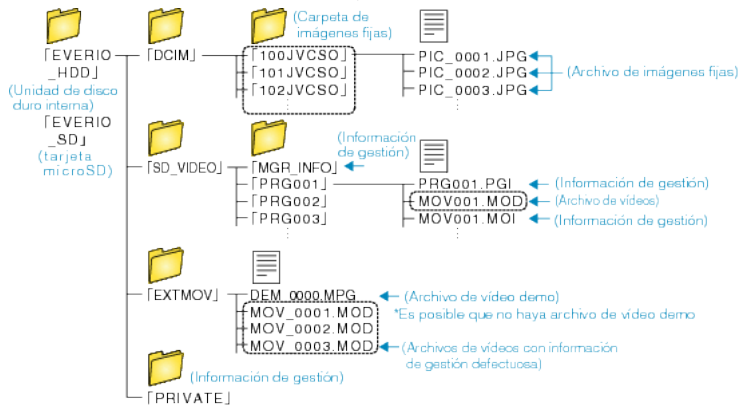 (Carpeta de
imágenes fijas)
「EVERIO
_HDD」
(Unidad de disco
duro interna)
「EVERIO
_SD」
(tarjeta
microSD)
「DCIM」
「100JVCSO」
「101JVCSO」
「102JVCSO」
PIC_0001.JPG
PIC_0002.JPG
PIC_0003.JPG
(Archivo de imágenes fijas)
「SD_VIDEO」
(Información
de gestión)
「MGR_INFO」
「PRG001」
「PRG002」
「PRG003」
PRG001.PGI
(Información de gestión)
MOV001.MOD
(Archivo de vídeos)
MOV001.MOI
(Información de gestión)
「EXTMOV」
DEM_0000.MPG
(Archivo de vídeo demo)
*Es posible que no haya archivo de vídeo demo
MOV_0001.MOD
MOV_0002.MOD
MOV_0003.MOD
(Archivos de vídeos con información
de gestión defectuosa)
(Información de gestión)
「PRIVATE」